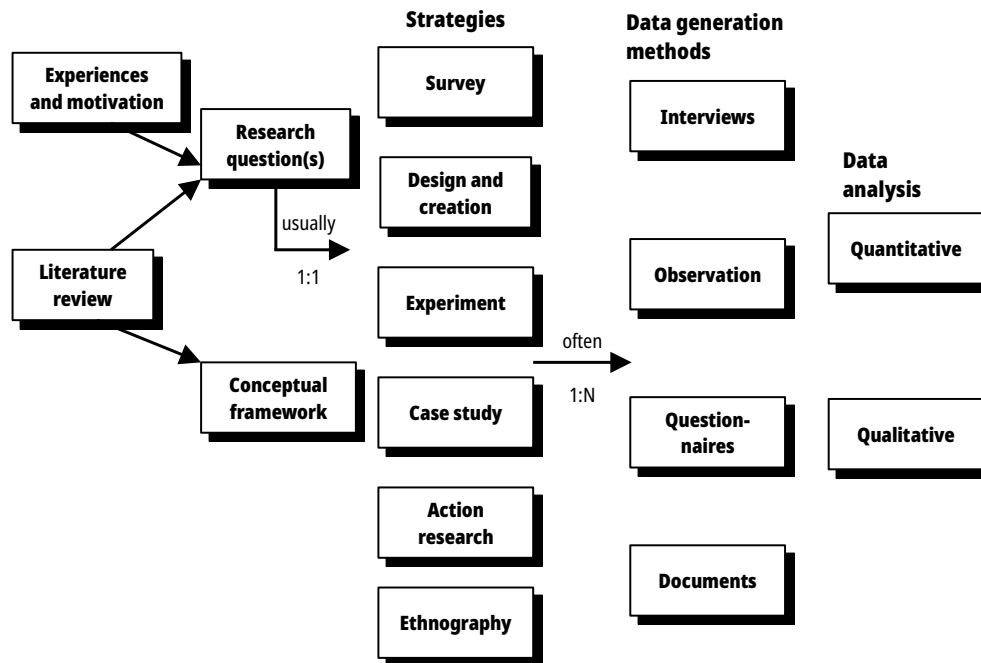 Strategies
Data generation
methods
Experiences
and motivation
Survey
Interviews
Research
question(s)
Data
analysis
Design and
creation
usually
1:1
Literature
review
Experiment
Observation
Quantitative
often
1:N
Conceptual
framework
Case study
Question-
naires
Qualitative
Action
research
Documents
Ethnography